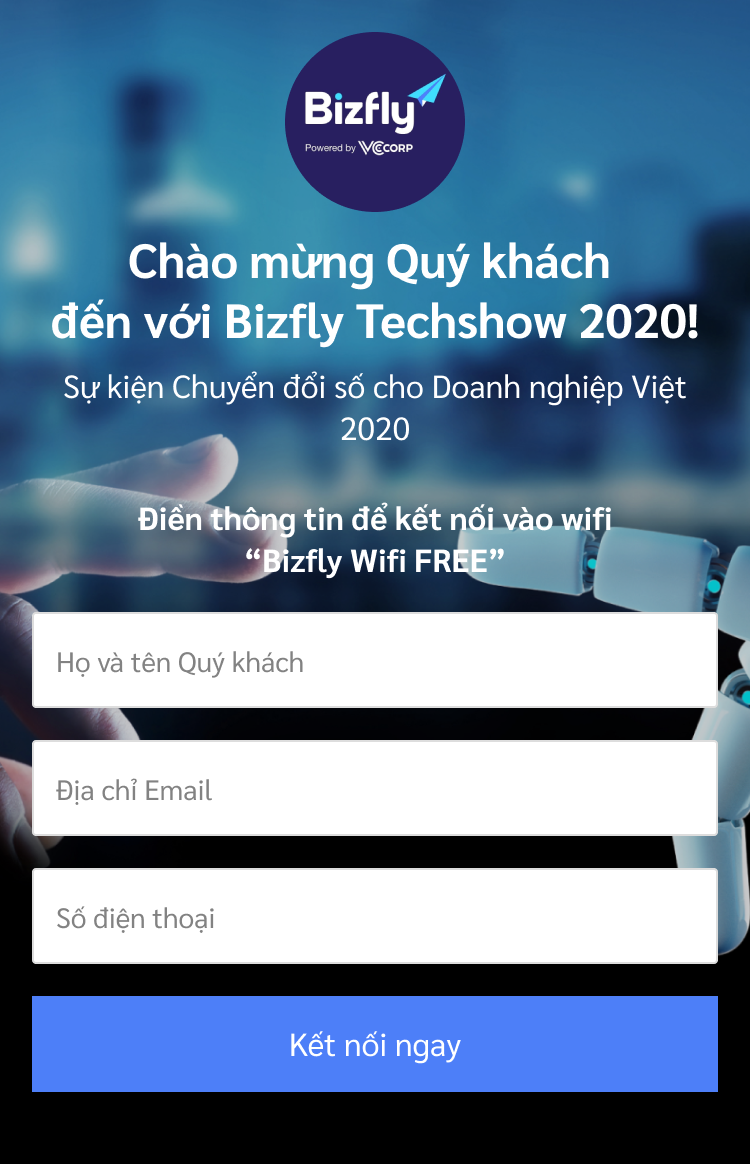 Bizfly
Powered by VCCORP
Chào mừng Quý khách
đến với Bizfly Techshow 2020!
Sự kiện Chuyển đổi số cho Doanh nghiệp Việt
2020
Điền thông tin để kết nối vào wifi
“Bizfly Wifi FREE”
Họ và tên Quý khách
Địa chỉ Email
Số điện thoại
Kết nối ngay